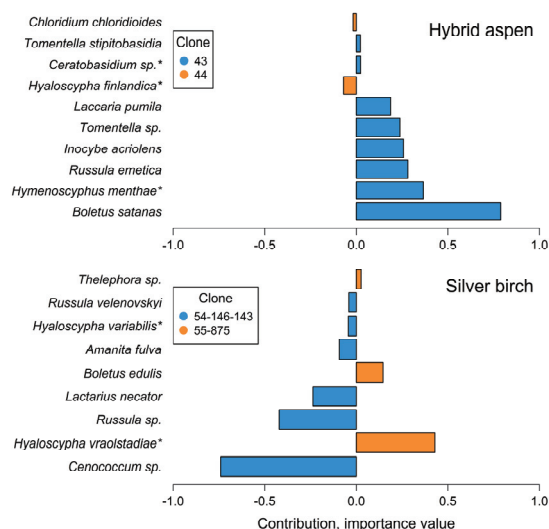 Hybrid aspen
Chloridium chloridioides
Tomentella stipitobasidia
Ceratobasidium sp.*
Hyaloscypha finlandica*
Laccaria pumila
Tomentella sp.
Inocybe acriolens
Russula emetica
Hymenoscyphus menthae*
Boletus satanas
Clone
43
44
-1.0 -0.5 0.0 0.5 1.0
Silver birch
Thelephora sp.
Russula velenovskyi
Hyaloscypha variabilis*
Amanita fulva
Boletus edulis
Lactarius necator
Russula sp.
Hyaloscypha vraolstadiae*
Cenococcum sp.
Clone
54-146-143
55-875
-1.0 -0.5 0.0 0.5 1.0
Contribution, importance value